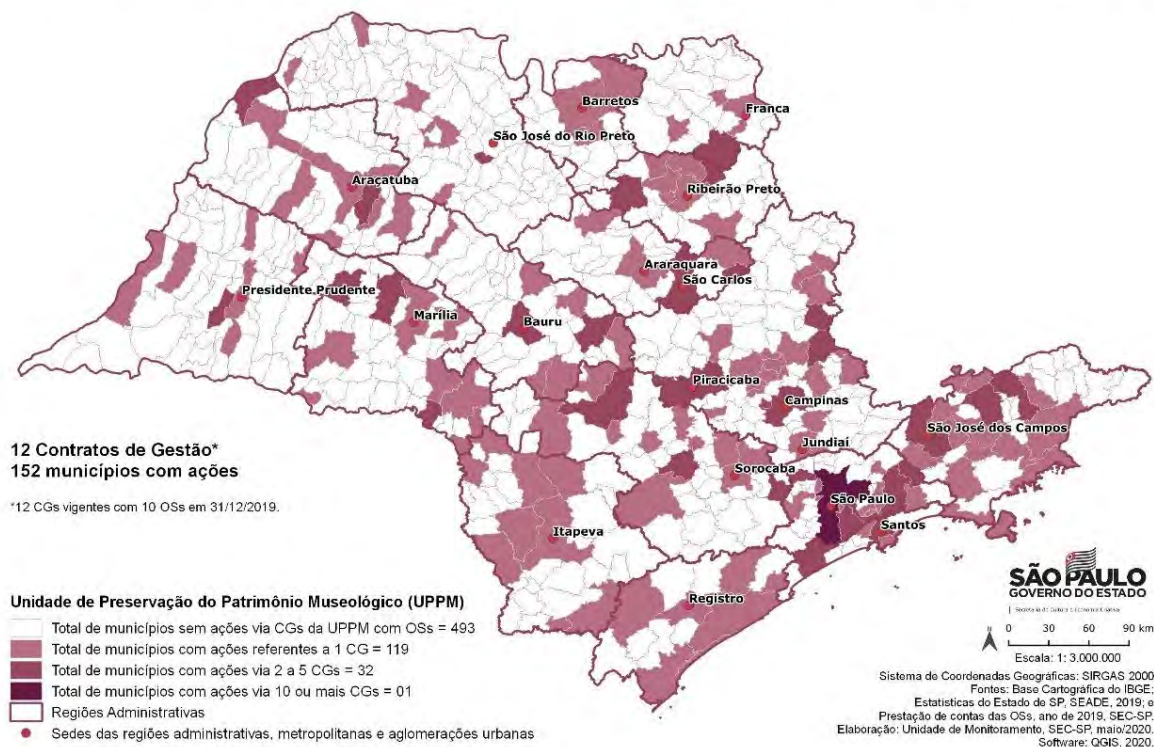 Barretos
Franca
São José do Rio Preto
Araçatuba
Ribeirão Preto
Araraquara
São Carlos
Presidente Prudente
Marília
Bauru
Piracicaba
Campinas
São José dos Campos
Jundiaí
Sorocaba
São Paulo
Santos
Itapeva
Registro
12 Contratos de Gestão*
152 municípios com ações
*12 CGs vigentes com 10 OSs em 31/12/2019.
Unidade de Preservação do Patrimônio Museológico (UPPM)
Total de municípios sem ações via CGs da UPPM com OSs = 493
Total de municípios com ações referentes a 1 CG = 119
Total de municípios com ações via 2 a 5 CGs = 32
Total de municípios com ações via 10 ou mais CGs = 01
Regiões Administrativas
Sedes das regiões administrativas, metropolitanas e aglomerações urbanas
SÃO PAULO
GOVERNO DO ESTADO
Secretaria de Cultura e Economia Criativa
N
0 30 60 90 km
Escala: 1: 3.000.000
Sistema de Coordenadas Geográficas: SIRGAS 2000
Fontes: Base Cartográfica do IBGE;
Estatísticas do Estado de SP, SEADE, 2019; e
Prestação de contas das OSs, ano de 2019, SEC-SP.
Elaboração: Unidade de Monitoramento, SEC-SP, maio/2020.
Software: QGIS, 2020.